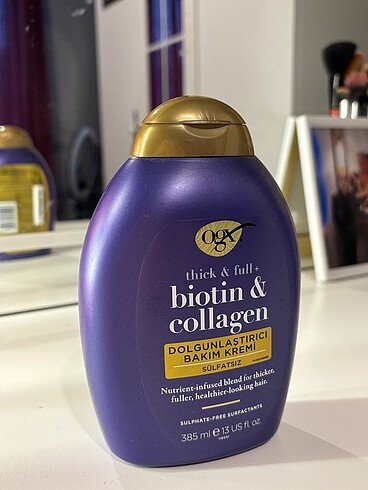 ogx
thick & full+
biotin &
collagen
DOLGUNLAŞTIRICI
BAKIM KREMİ
SÜLFATSIZ
Nutrient-infused blend for thicker,
fuller, healthier-looking hair.
SULPHATE-FREE SURFACTANTS
385 ml e 13 US fl. oz.